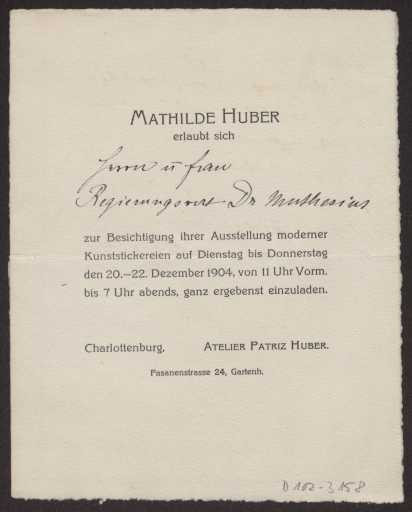 MATHILDE HUBER
erlaubt sich
Herrn u Frau
Regierungsrat Dr Muthesius
zur Besichtigung ihrer Ausstellung moderner
Kunststickereien auf Dienstag bis Donnerstag
den 20.—22. Dezember 1904, von 11 Uhr Vorm.
bis 7 Uhr abends, ganz ergebenst einzuladen.
Charlottenburg, ATELIER PATRIZ HUBER.
Fasanenstrasse 24, Gartenh.
D 102-3158